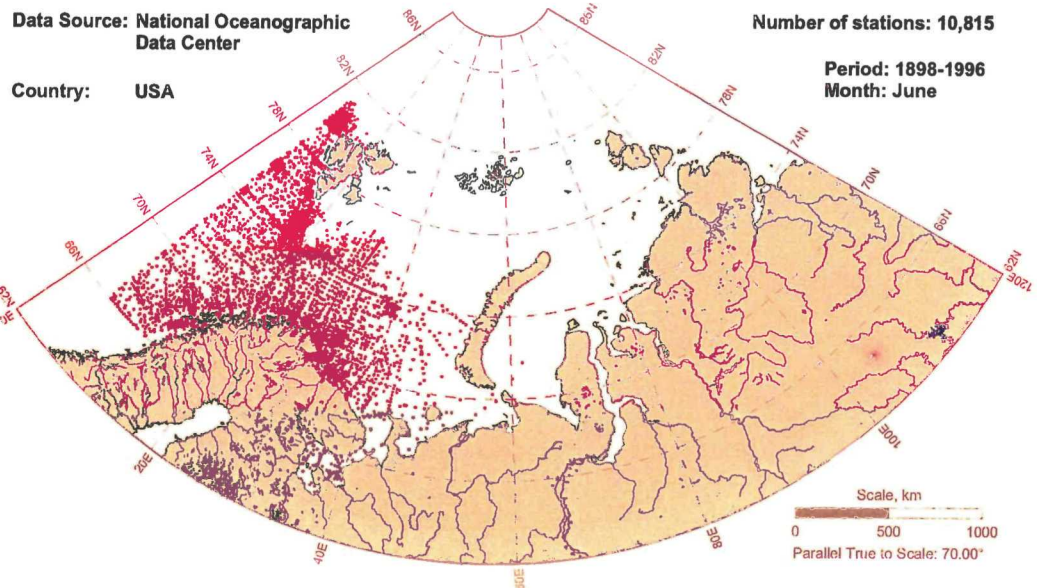 Data Source: National Oceanographic
Data Center
Country: USA
Number of stations: 10,815
Period: 1898-1996
Month: June
86N
82N
78N
74N
70N
66N
86N
82N
78N
74N
70N
66N
62N
120E
20E
40E
60E
80E
100E
Scale, km
0 500 1000
Parallel True to Scale: 70.00°